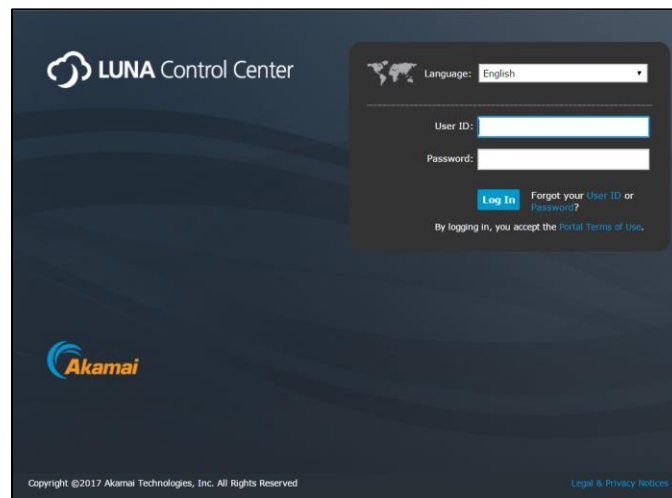 LUNA Control Center
Language: English
User ID:
Password:
Log In
Forgot your User ID or
Password?
By logging in, you accept the Portal Terms of Use.
Akamai
Copyright ©2017 Akamai Technologies, Inc. All Rights Reserved
Legal & Privacy Notices